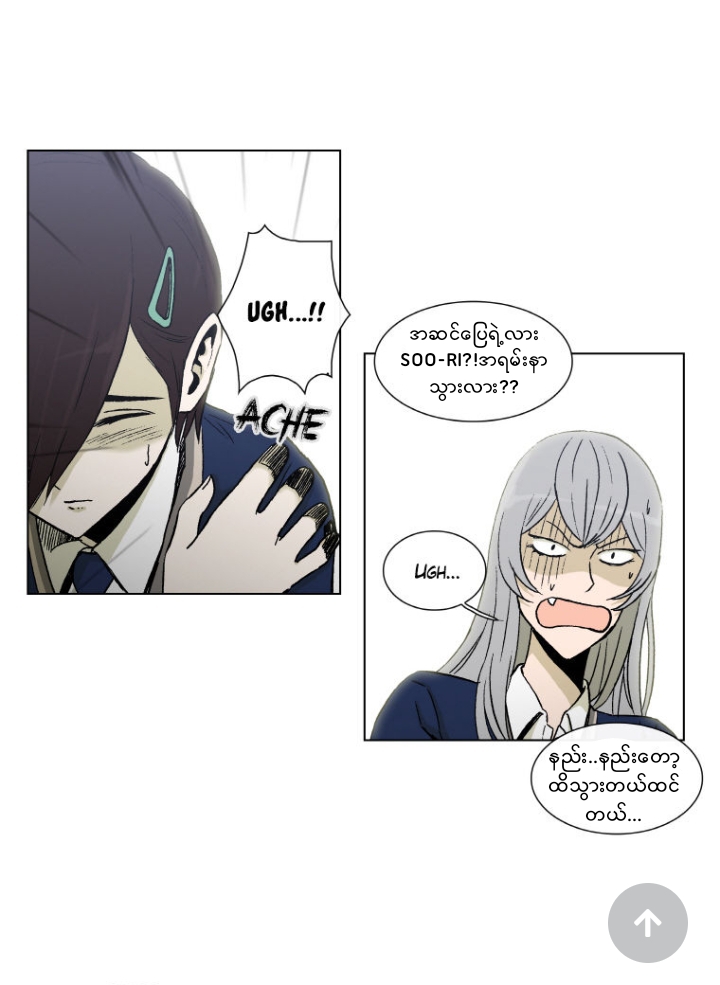 UGH...!!
ACHE
အဆင်ပြေရဲ့လား
SOO-RI?!အရမ်းနာ
သွားလား??
UGH...
နည်း..နည်းတော့
ထိသွားတယ်ထင်
တယ်...